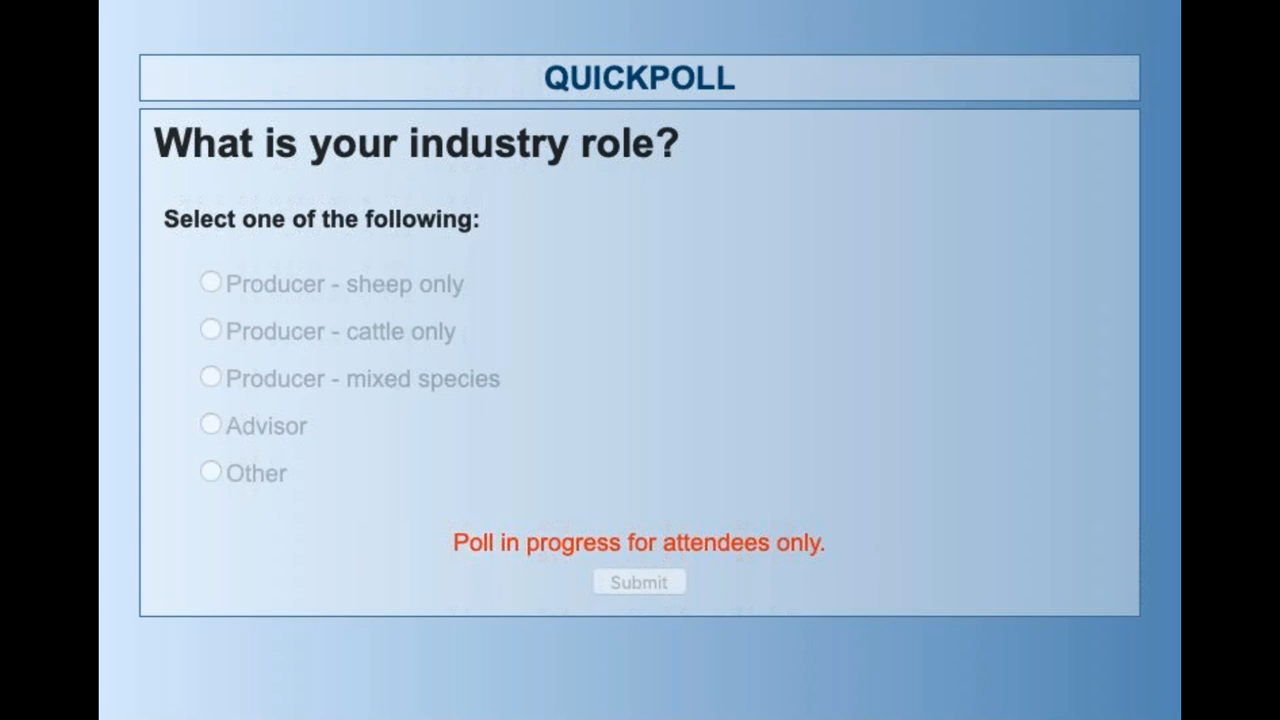 QUICKPOLL
What is your industry role?
Select one of the following:
Producer - sheep only
Producer - cattle only
Producer - mixed species
Advisor
Other
Poll in progress for attendees only.
Submit